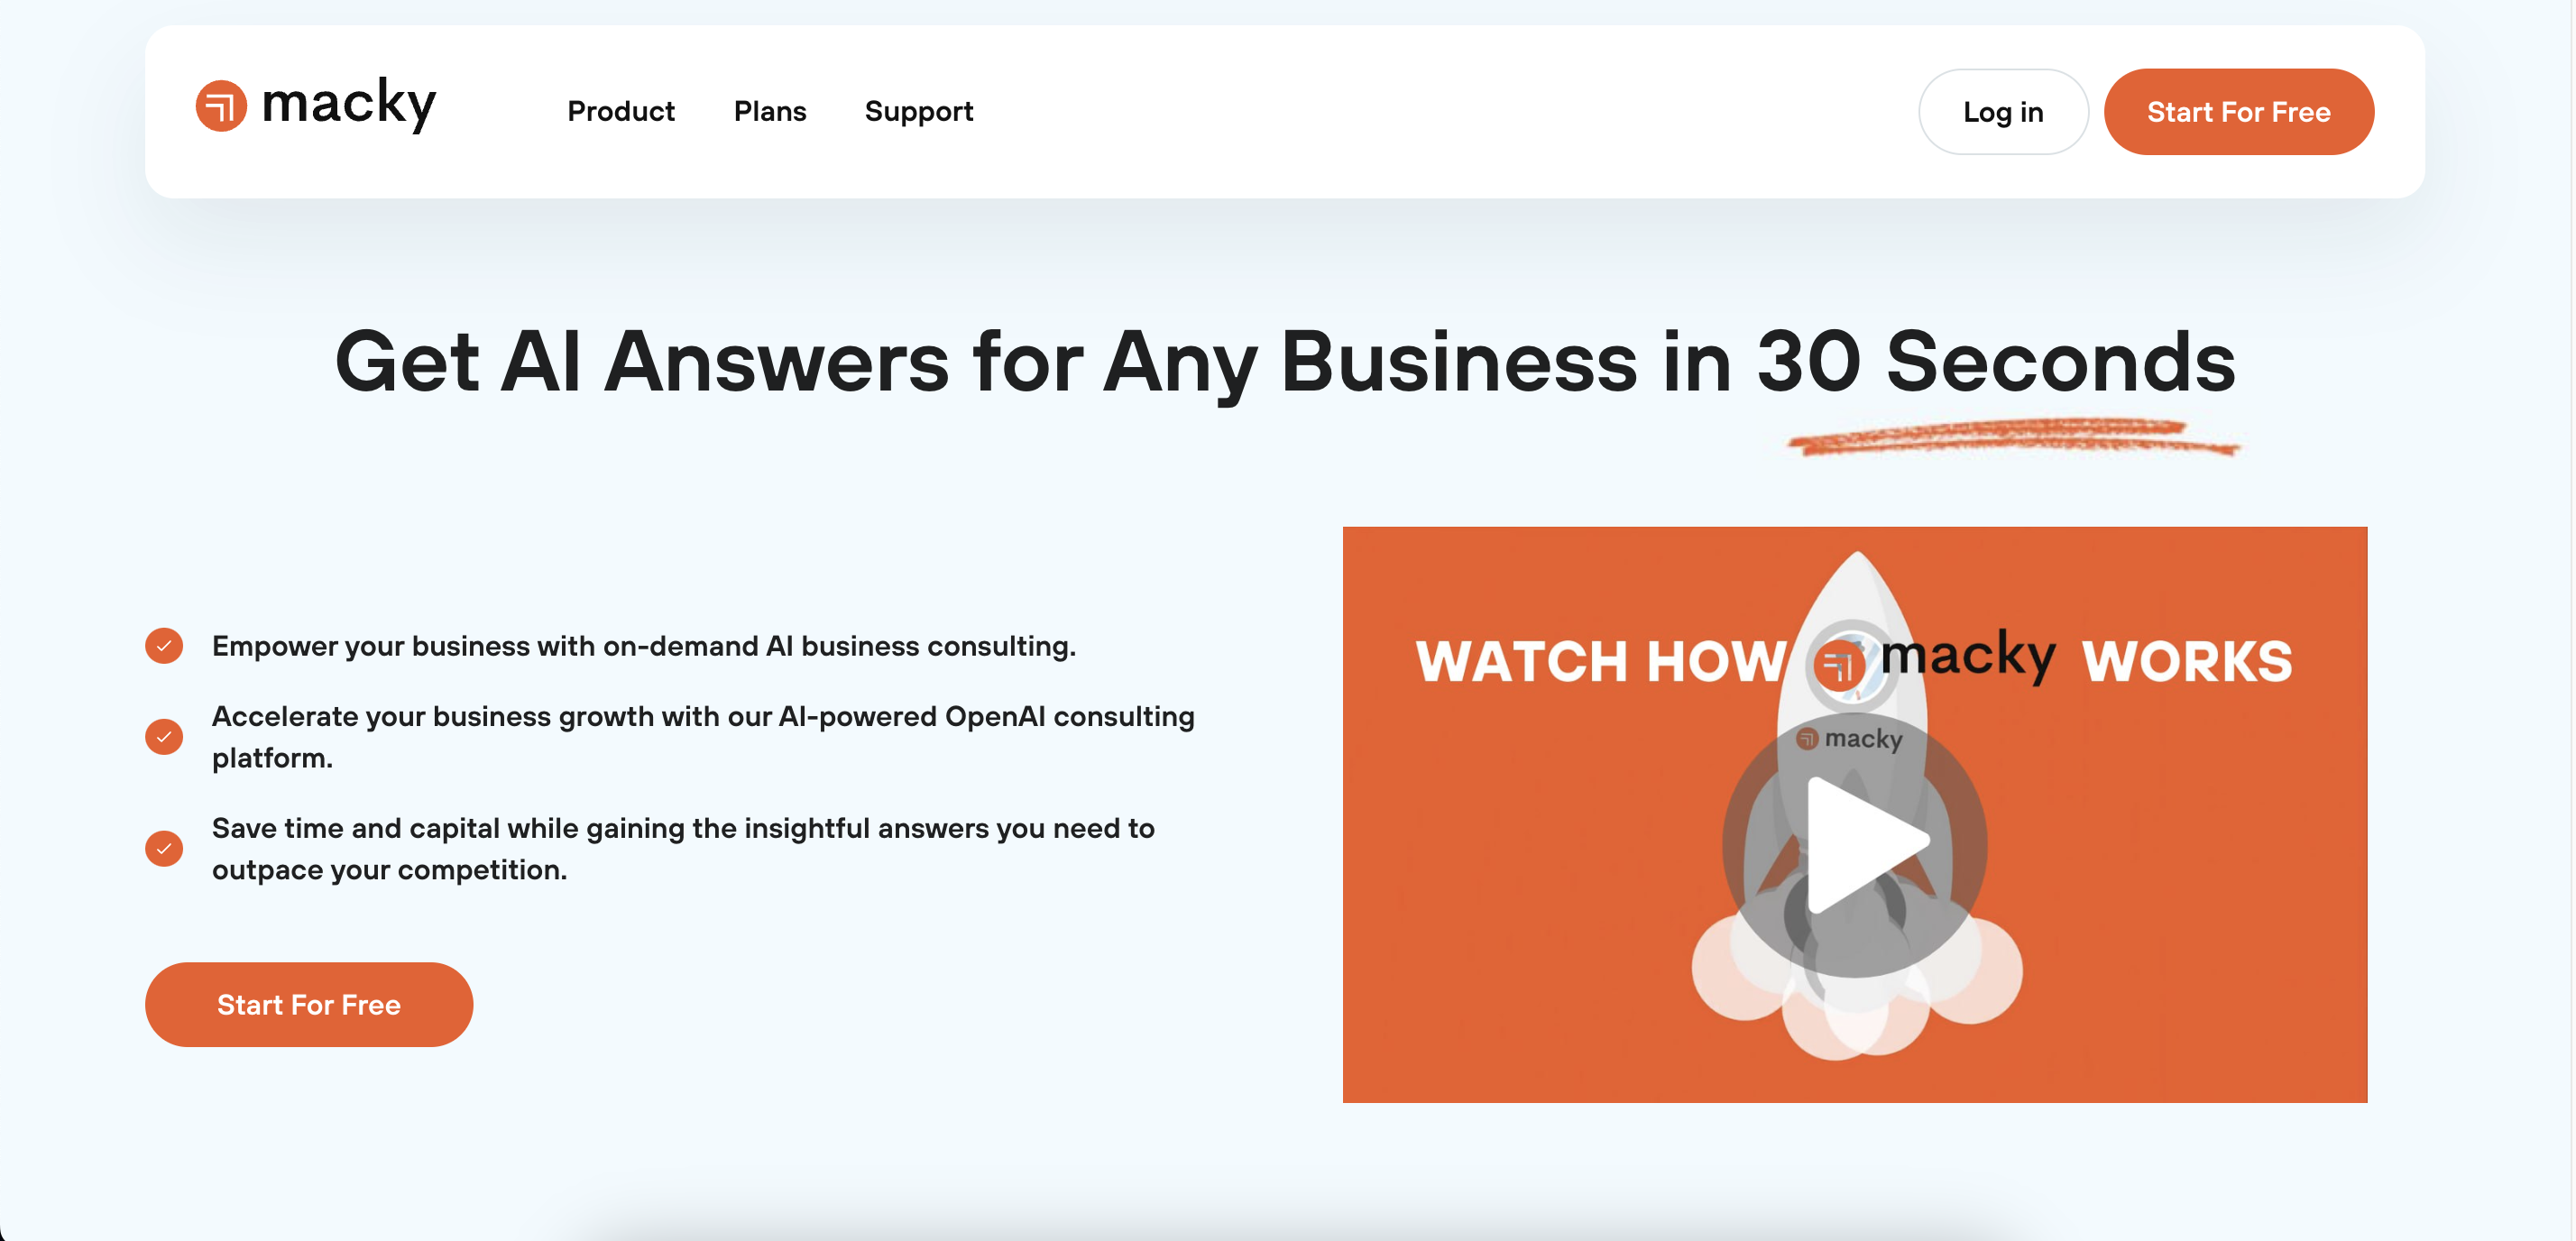 macky
Product
Plans
Support
Log in
Start For Free
Get AI Answers for Any Business in 30 Seconds
Empower your business with on-demand AI business consulting.
Accelerate your business growth with our AI-powered OpenAI consulting
platform.
Save time and capital while gaining the insightful answers you need to
outpace your competition.
Start For Free
WATCH HOW macky WORKS
macky